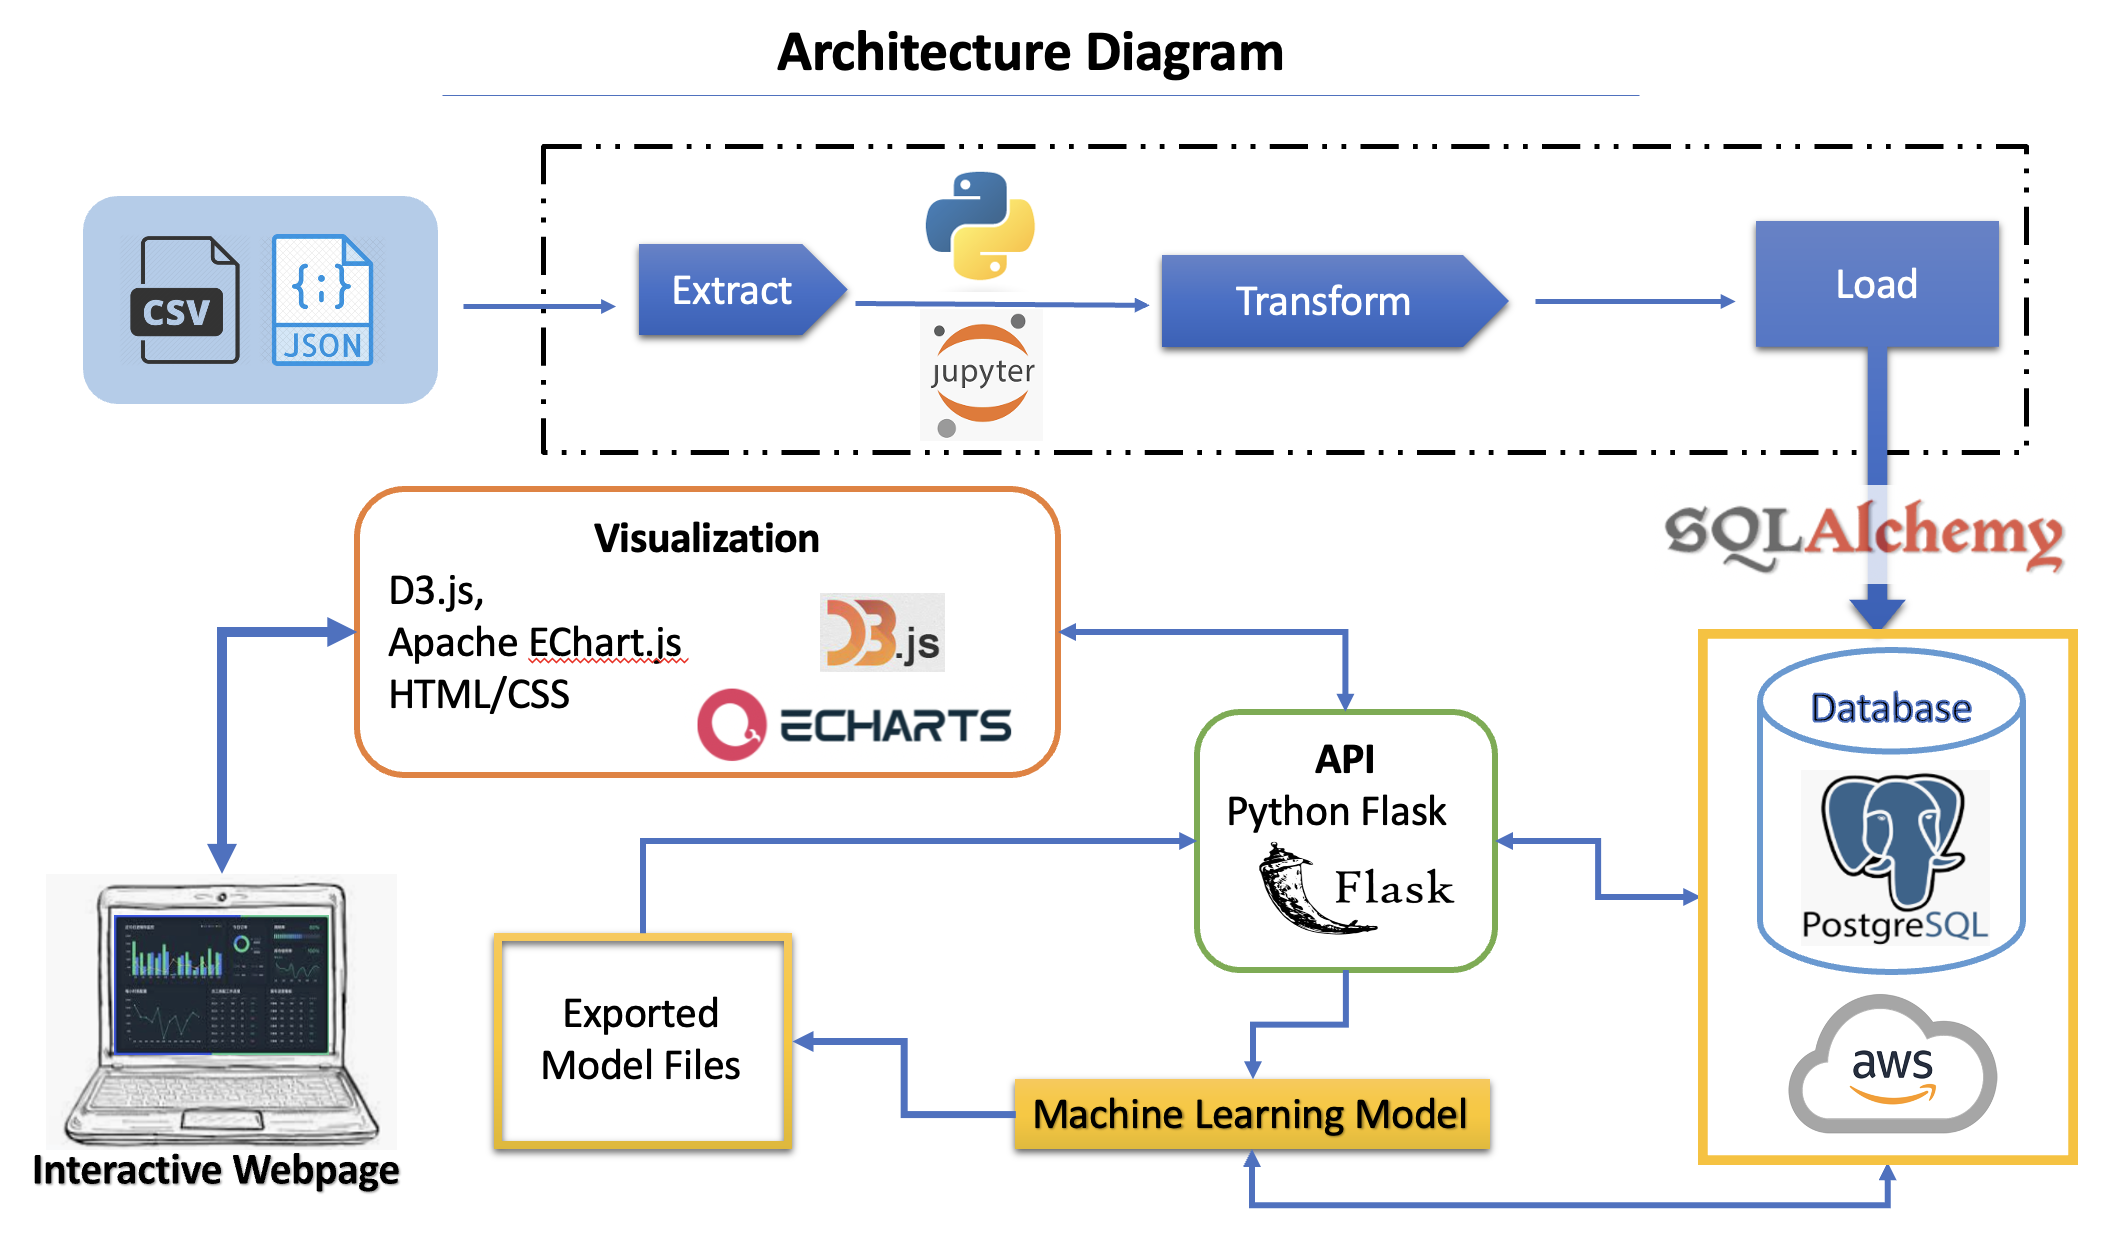 Architecture Diagram
CSV
{;}
JSON
Extract
jupyter
Transform
Load
SQLAlchemy
Visualization
D3.js,
Apache EChart.js
HTML/CSS
D3.js
ECHARTS
Database
PostgreSQL
aws
API
Python Flask
Flask
Exported
Model Files
Machine Learning Model
Interactive Webpage